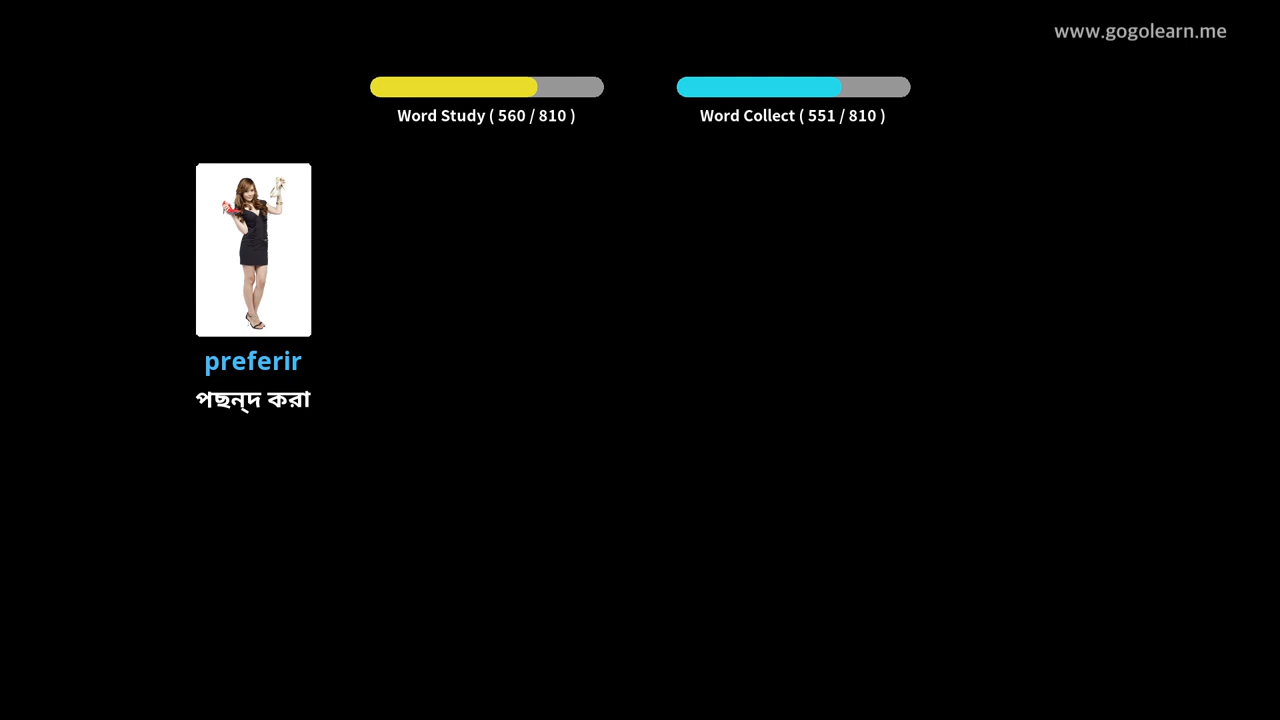 www.gogolearn.me
Word Study ( 560 / 810 )
Word Collect ( 551 / 810 )
preferir
পছন্দ করা